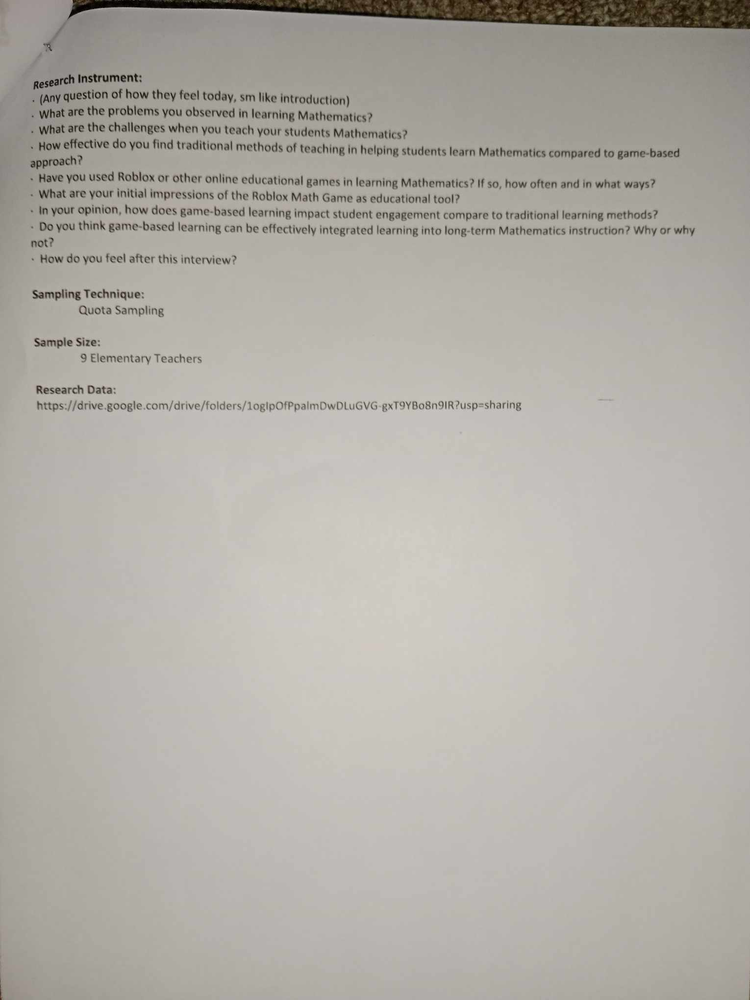 Research Instrument:
· (Any question of how they feel today, sm like introduction)
· What are the problems you observed in learning Mathematics?
· What are the challenges when you teach your students Mathematics?
· How effective do you find traditional methods of teaching in helping students learn Mathematics compared to game-based
approach?
· Have you used Roblox or other online educational games in learning Mathematics? If so, how often and in what ways?
· What are your initial impressions of the Roblox Math Game as educational tool?
· In your opinion, how does game-based learning impact student engagement compare to traditional learning methods?
· Do you think game-based learning can be effectively integrated learning into long-term Mathematics instruction? Why or why
not?
· How do you feel after this interview?
Sampling Technique:
Quota Sampling
Sample Size:
9 Elementary Teachers
Research Data:
https://drive.google.com/drive/folders/1oglpOfPpalmDwDLuGVG-gxT9YBo8n9IR?usp=sharing